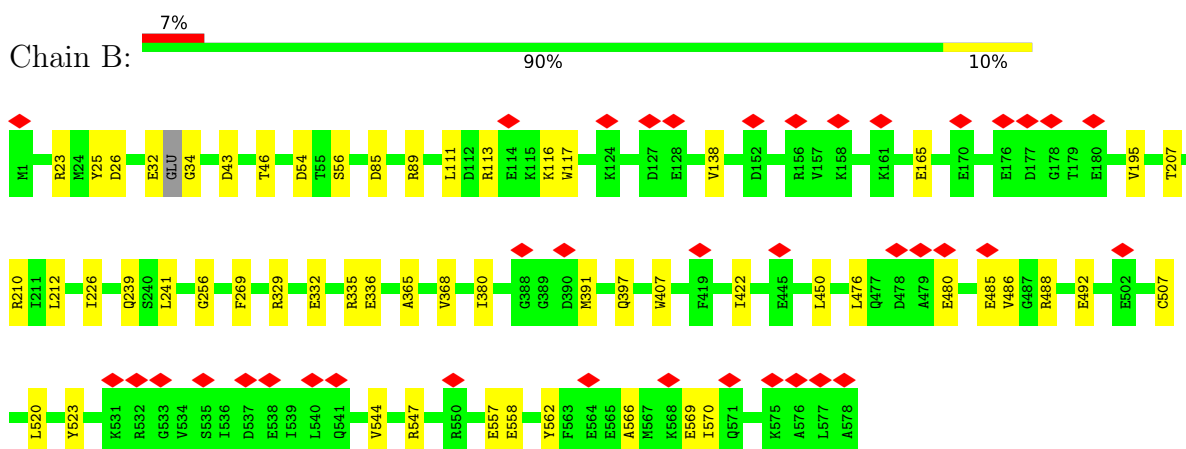 7%
Chain B:
90% 10%
M1 R23 M24 Y25 D26 E32 GLU G34 D43 T46 D54 T55 S56 D85 R89 L111 D112 R113 E114 K115 K116 W117 K124 D127 E128 V138 D152 R156 V157 K158 K161 E165 E170 E176 D177 G178 T179 E180 V195 T207
R210 I211 L212 I226 Q239 S240 L241 G256 F269 R329 E332 R335 E336 A365 V368 I380 G388 G389 D390 M391 Q397 W407 F419 I422 E445 L450 L476 Q477 D478 A479 E480 E485 V486 G487 R488 E492 E502 C507
L520 Y523 K531 R532 G533 V534 S535 I536 D537 E538 I539 L540 Q541 V544 R547 R550 E557 E558 Y562 F563 E564 E565 A566 M567 K568 E569 I570 Q571 K575 A576 L577 A578